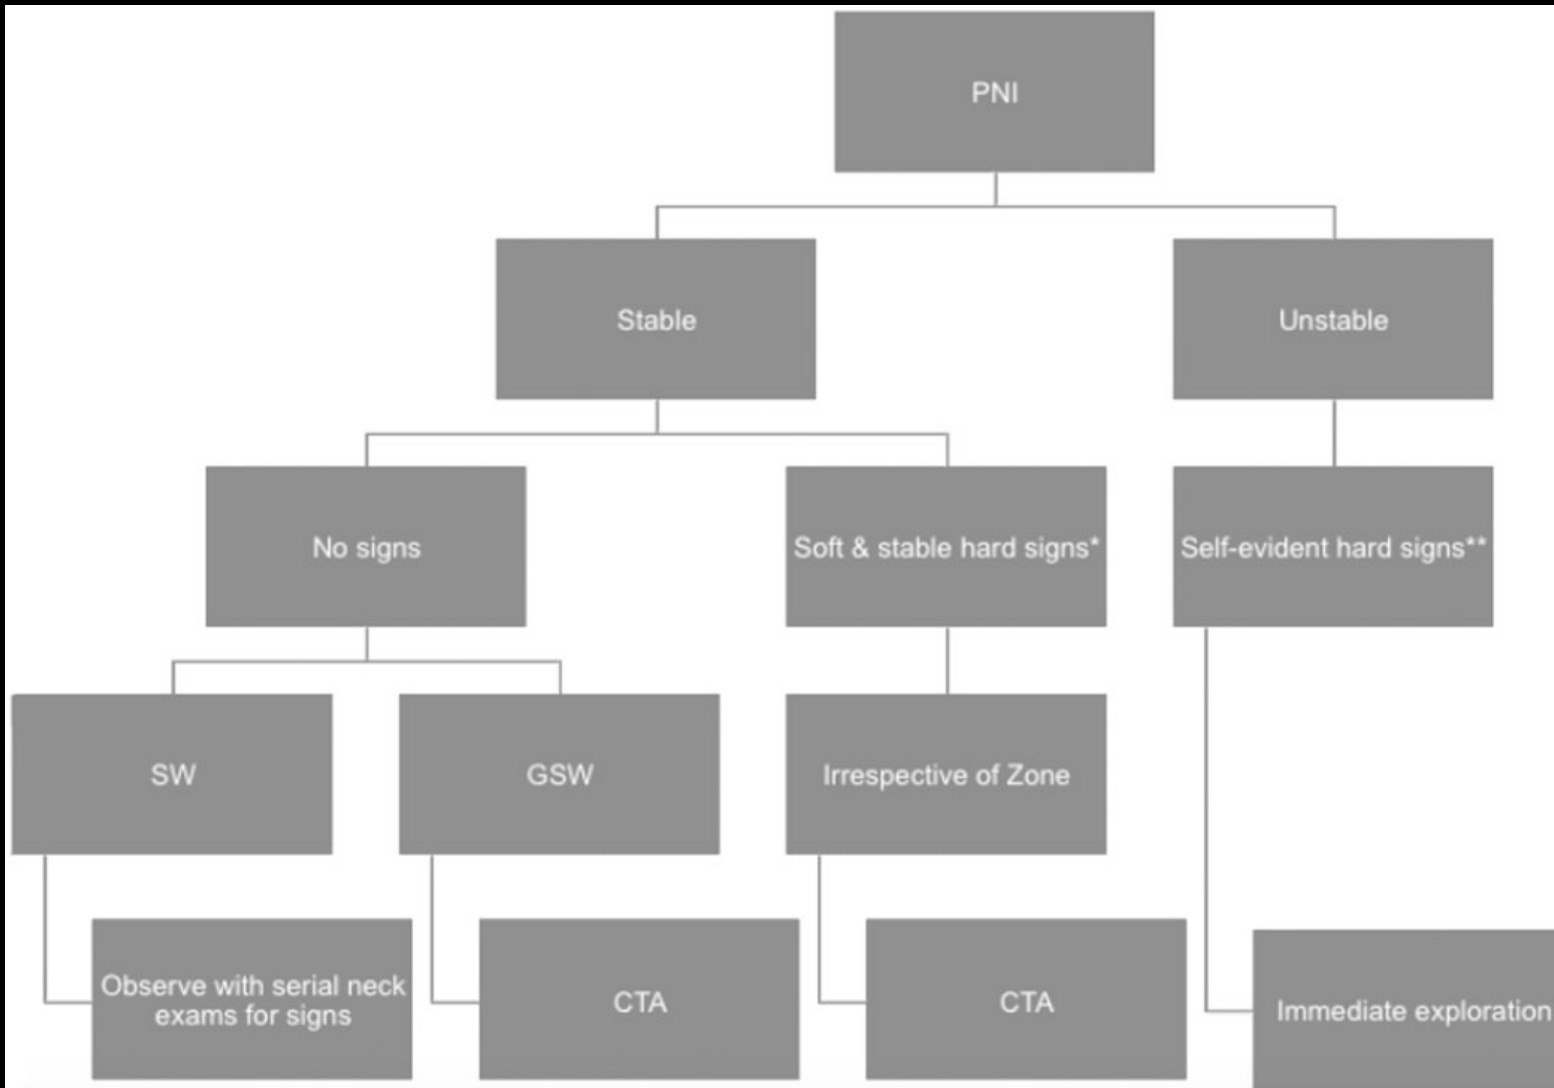 PNI
Stable
Unstable
No signs
Soft & stable hard signs*
Self-evident hard signs**
SW
GSW
Irrespective of Zone
Observe with serial neck
exams for signs
CTA
CTA
Immediate exploration